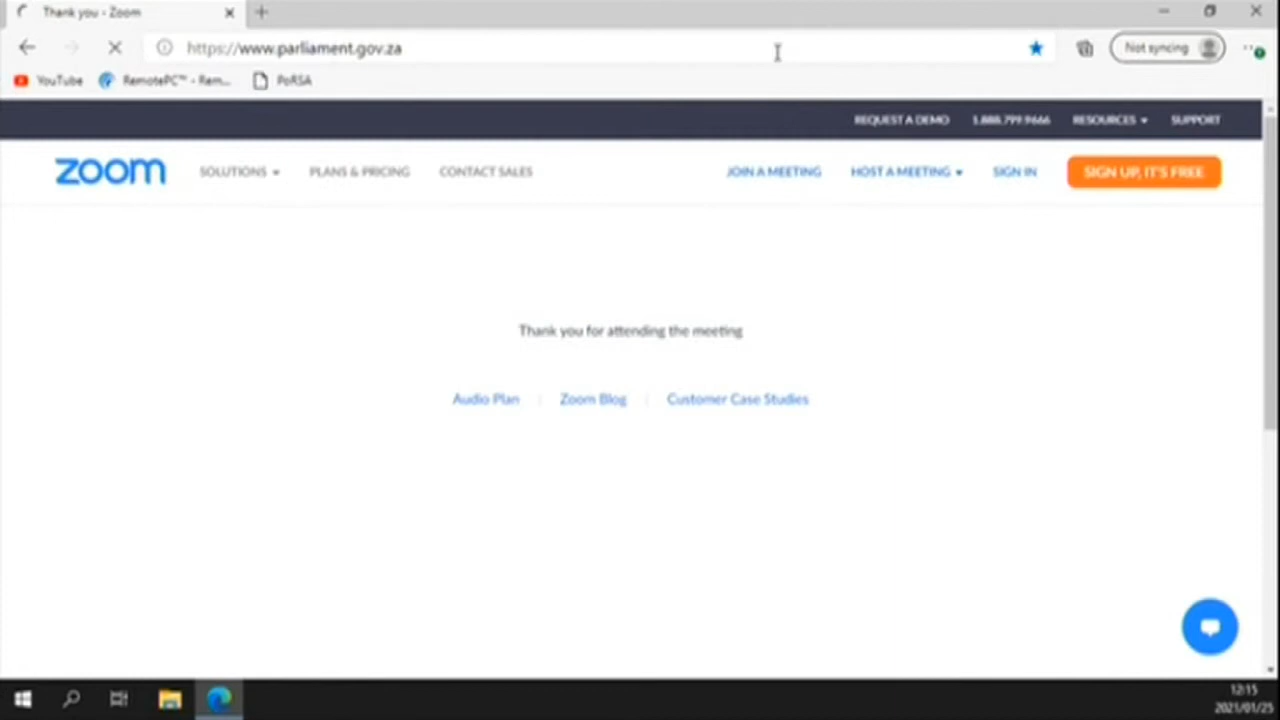 Thank you - Zoom
https://www.parliament.gov.za
Not syncing
YouTube RemotePC™ - Rem... PoRSA
REQUEST A DEMO 1.888.799.9666 RESOURCES SUPPORT
zoom SOLUTIONS PLANS & PRICING CONTACT SALES JOIN A MEETING HOST A MEETING SIGN IN SIGN UP, IT'S FREE
Thank you for attending the meeting
Audio Plan Zoom Blog Customer Case Studies
12:15
2021/01/25